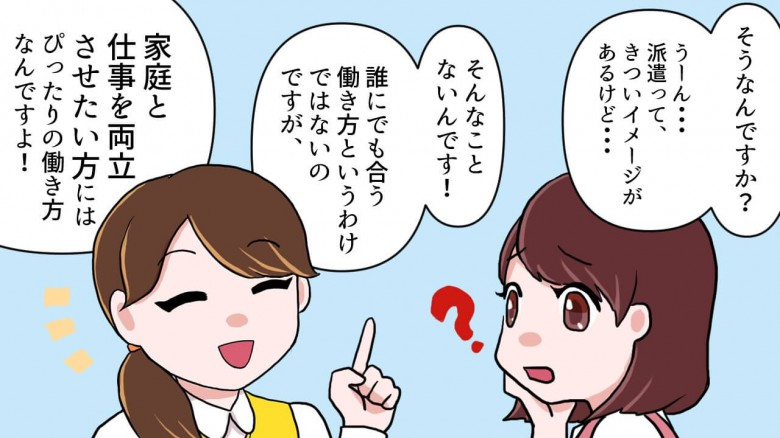 そうなんですか？
うーん・・・
派遣って、
きついイメージが
あるけど・・・
そんなこと
ないんです！
誰にでも合う
働き方というわけ
ではないの
ですが、
家庭と
仕事を両立
させたい方には
ぴったりの働き方
なんですよ！
?